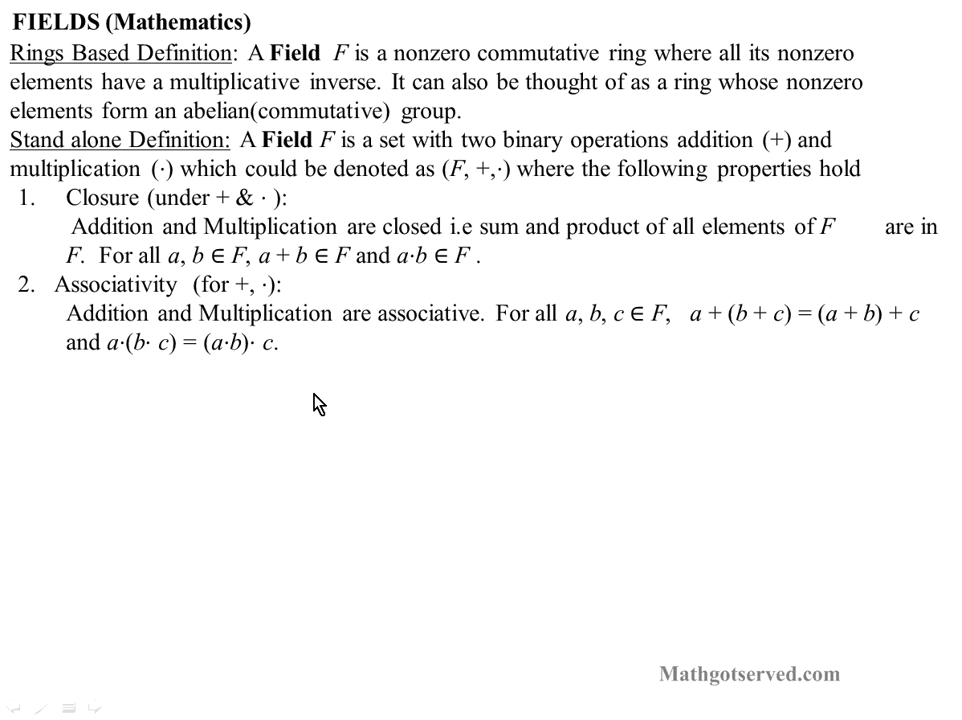 FIELDS (Mathematics)
Rings Based Definition: A Field F is a nonzero commutative ring where all its nonzero
elements have a multiplicative inverse. It can also be thought of as a ring whose nonzero
elements form an abelian(commutative) group.
Stand alone Definition: A Field F is a set with two binary operations addition (+) and
multiplication (·) which could be denoted as (F, +,·) where the following properties hold
1. Closure (under + & · ):
Addition and Multiplication are closed i.e sum and product of all elements of F are in
F. For all a, b ∈ F, a + b ∈ F and a·b ∈ F .
2. Associativity (for +, ·):
Addition and Multiplication are associative. For all a, b, c ∈ F, a + (b + c) = (a + b) + c
and a·(b· c) = (a·b)· c.
Mathgotserved.com